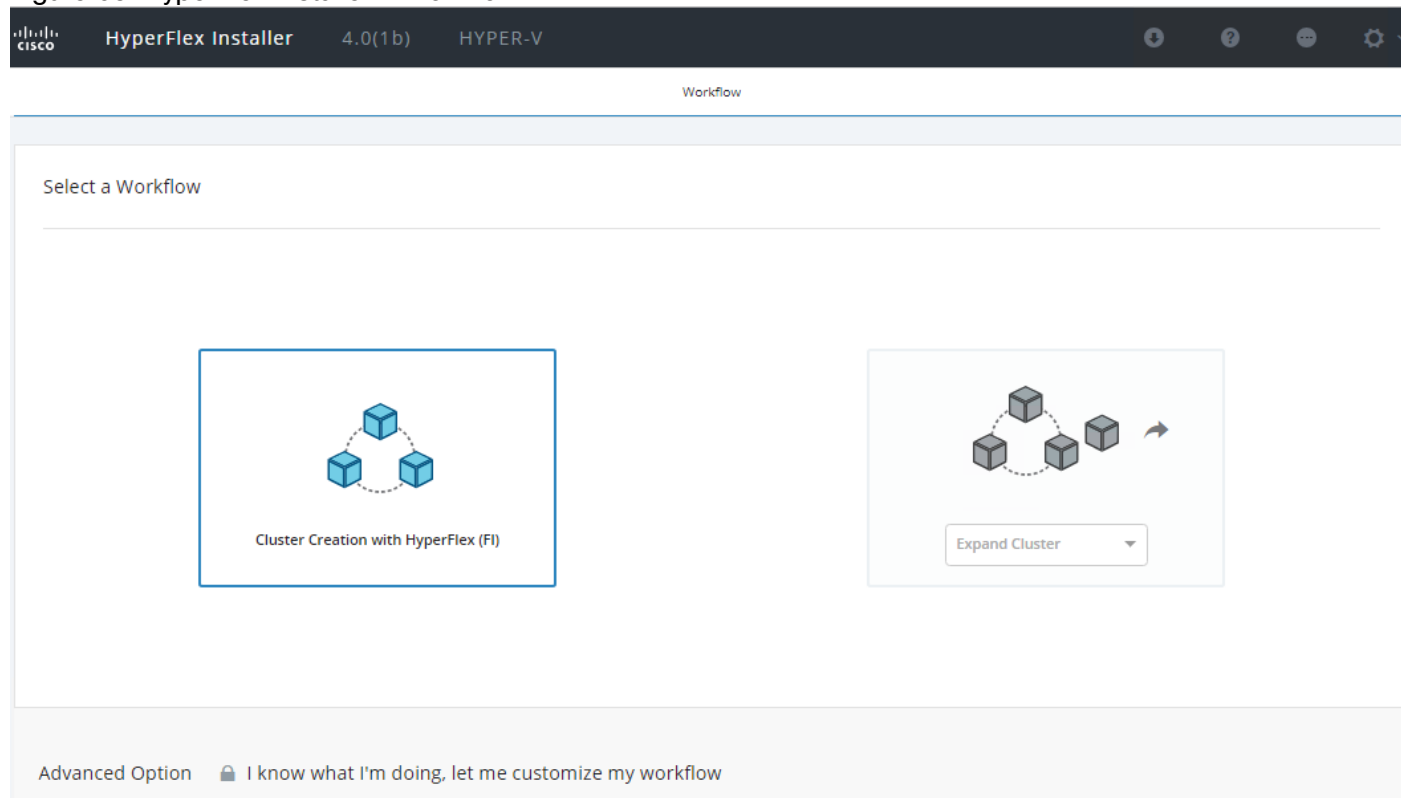 CISCO HyperFlex Installer 4.0(1b) HYPER-V
Workflow
Select a Workflow
Cluster Creation with HyperFlex (FI)
Expand Cluster
Advanced Option I know what I'm doing, let me customize my workflow